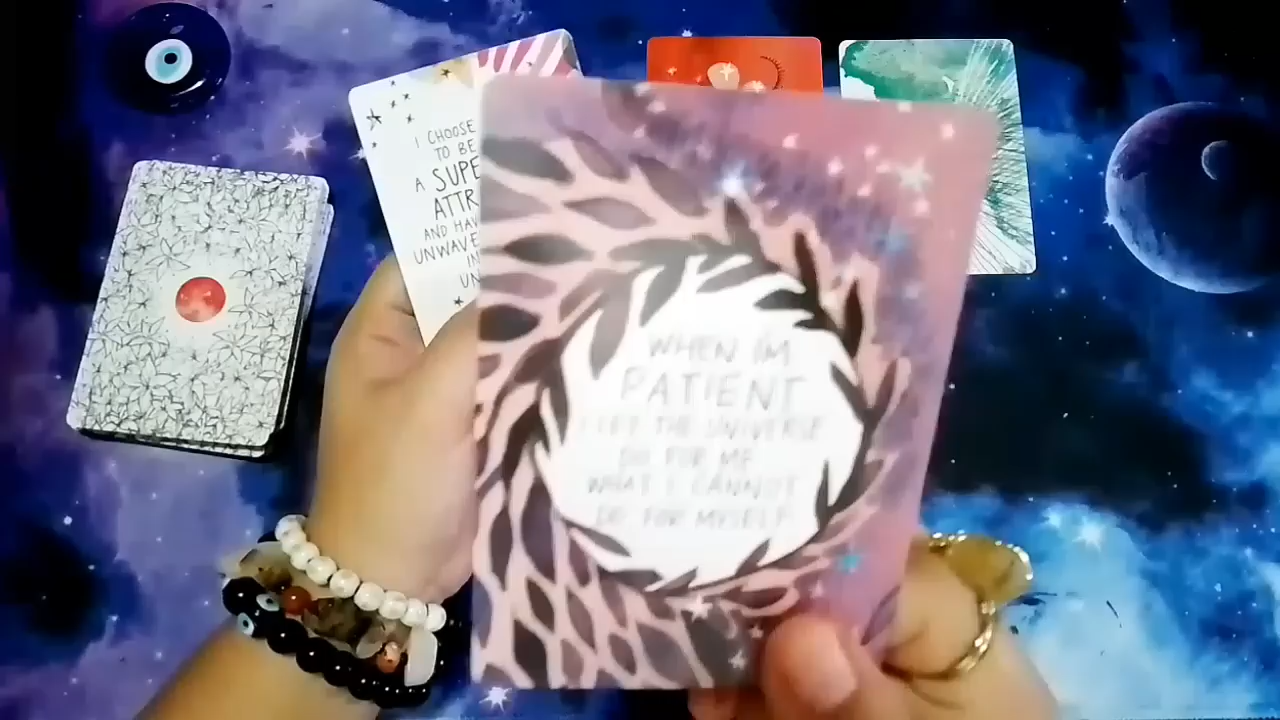 I CHOOSE
TO BE
A SUPE
ATTR
AND HAV
UNWAVE
IN
UN
WHEN I'M
PATIENT
I LET THE UNIVERSE
DO FOR ME
WHAT I CANNOT
DO FOR MYSELF